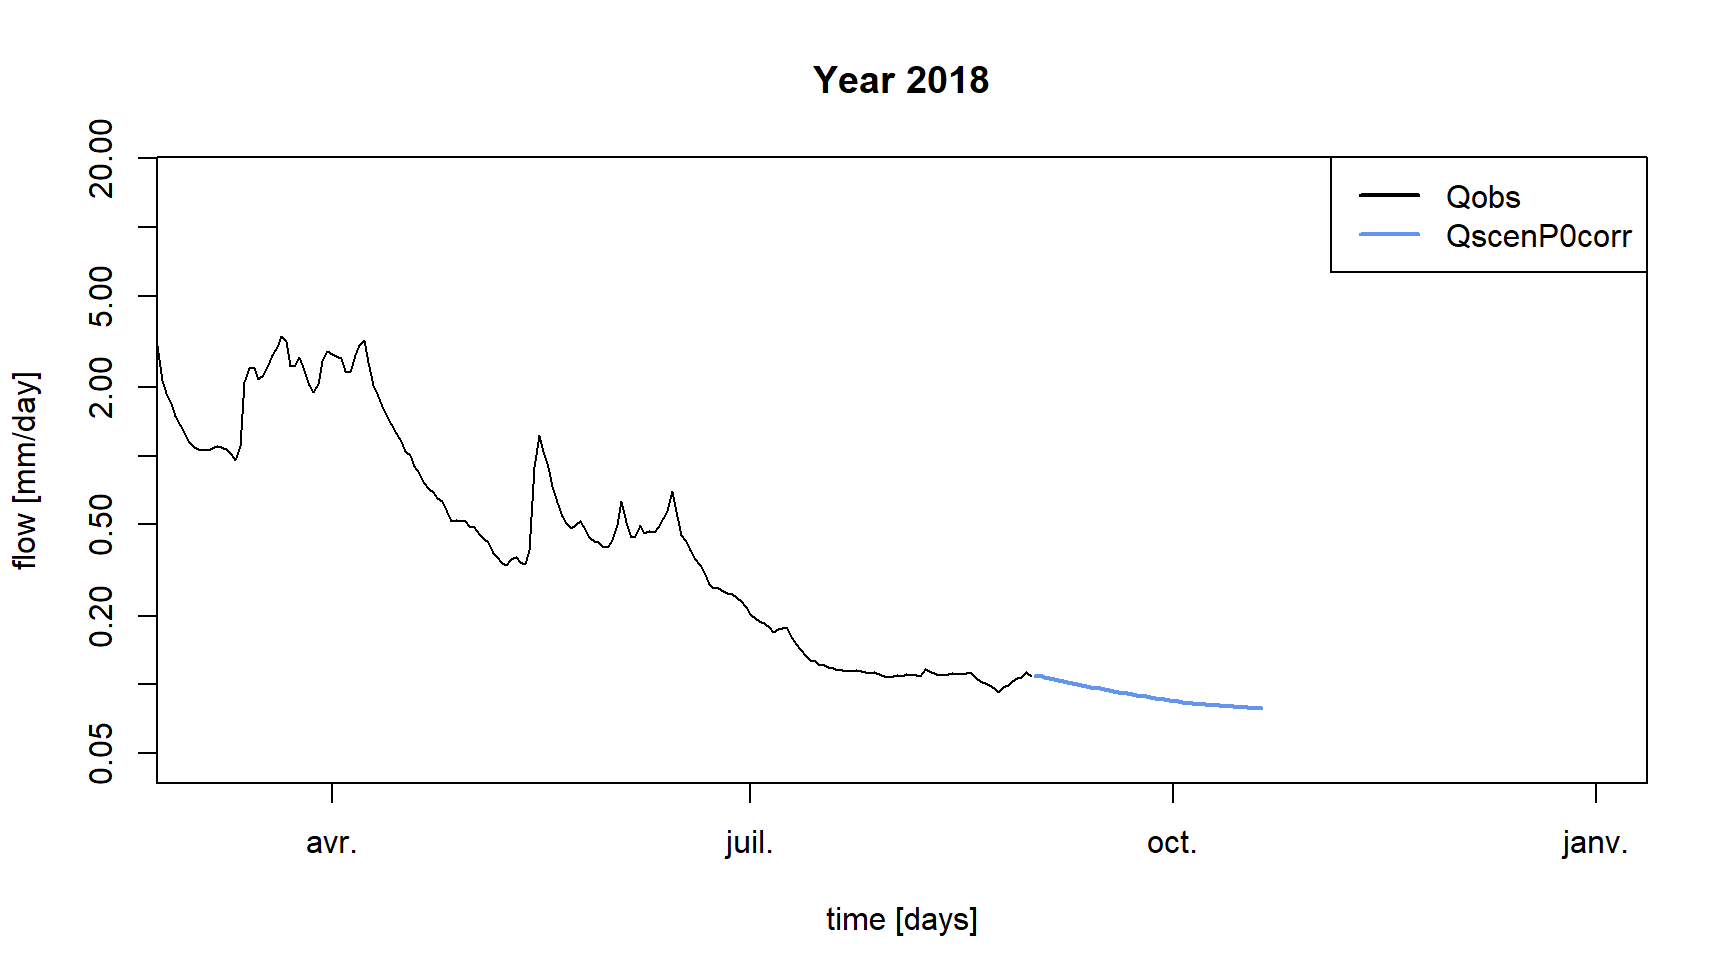 Year 2018
20.00
5.00
2.00
0.50
0.20
0.05
flow [mm/day]
Qobs
QscenP0corr
avr.
juil.
oct.
janv.
time [days]